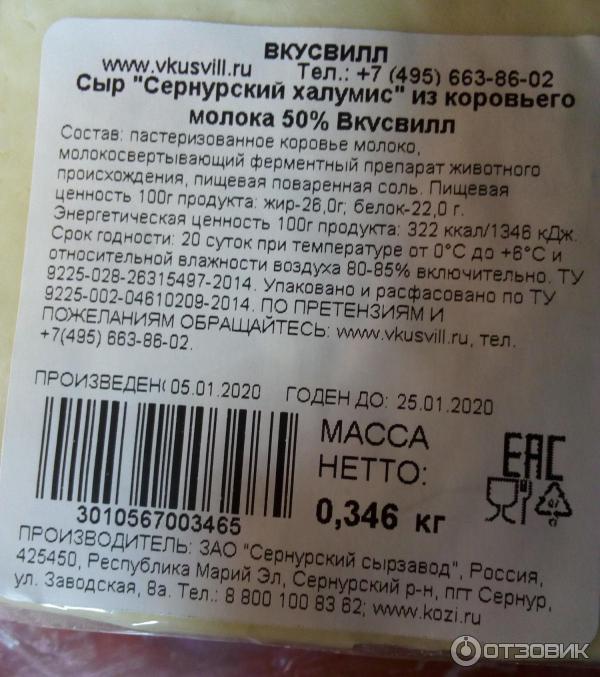 ВКУСВИЛЛ
www.vkusvill.ru Тел.: +7 (495) 663-86-02
Сыр "Сернурский халумис" из коровьего
молока 50% Вкусвилл
Состав: пастеризованное коровье молоко,
молокосвертывающий ферментный препарат животного
происхождения, пищевая поваренная соль. Пищевая
ценность 100г продукта: жир-26,0г; белок-22,0 г.
Энергетическая ценность 100г продукта: 322 ккал/1346 кДж.
Срок годности: 20 суток при температуре от 0°С до +6°С и
относительной влажности воздуха 80-85% включительно. ТУ
9225-028-26315497-2014. Упаковано и расфасовано по ТУ
9225-002-04610209-2014. ПО ПРЕТЕНЗИЯМ И
ПОЖЕЛАНИЯМ ОБРАЩАЙТЕСЬ: www.vkusvill.ru, тел.
+7(495) 663-86-02.
ПРОИЗВЕДЕН 05.01.2020 ГОДЕН ДО: 25.01.2020
МАССА
НЕТТО:
0,346 кг
EAC
3010567003465
ПРОИЗВОДИТЕЛЬ: ЗАО "Сернурский сырзавод", Россия,
425450, Республика Марий Эл, Сернурский р-н, пгт Сернур,
ул. Заводская, 8а. Тел.: 8 800 100 83 62; www.kozi.ru
ОТЗОВИК